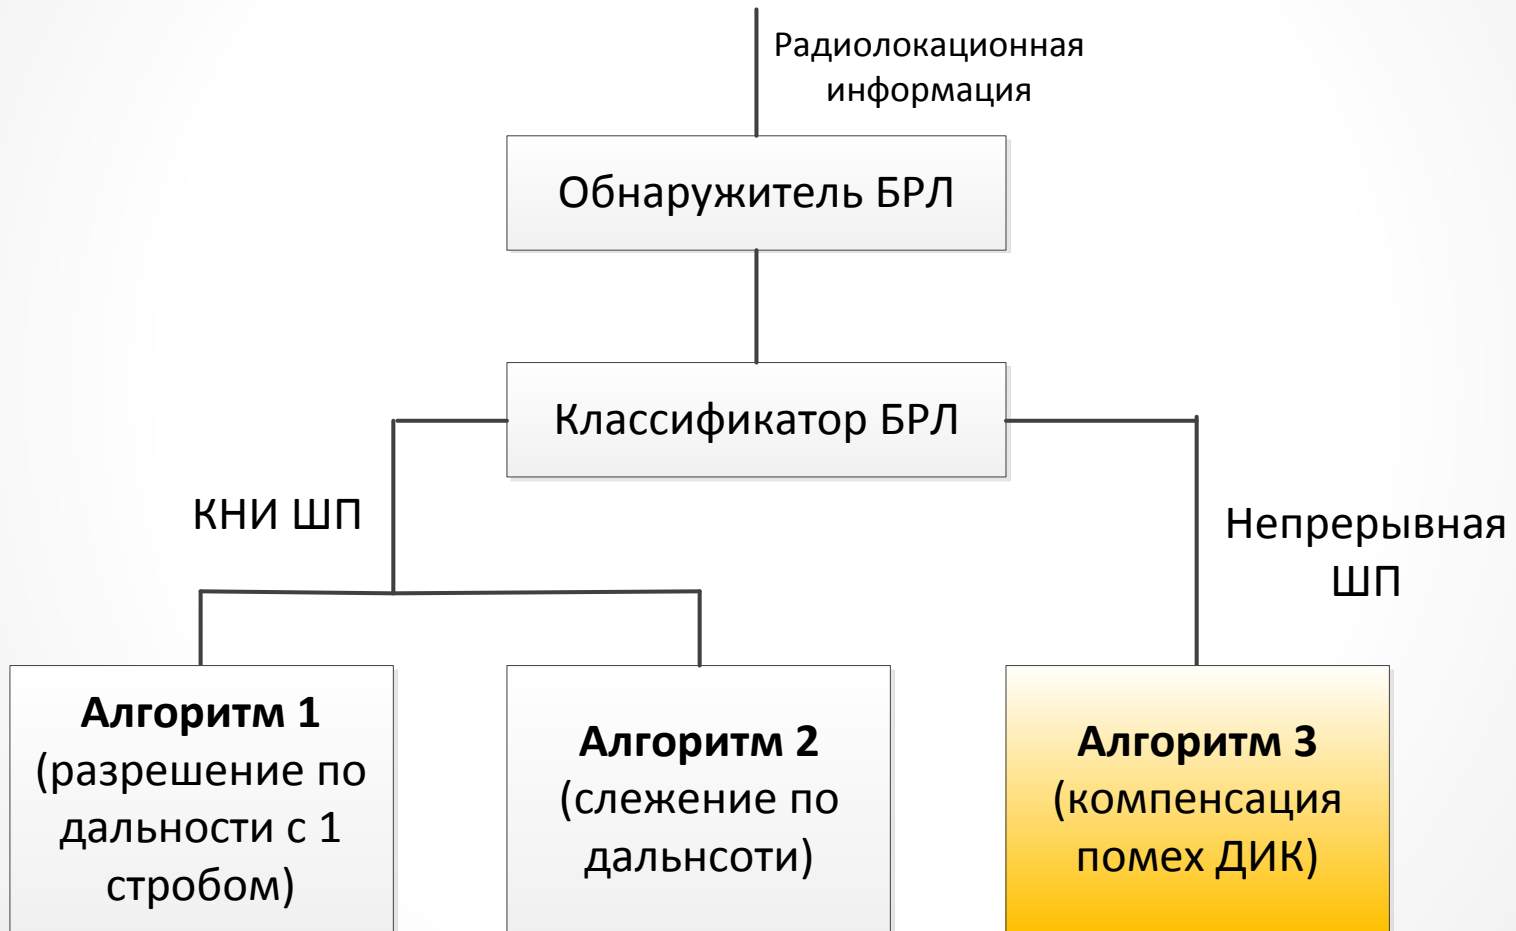 Радиолокационная
информация
Обнаружитель БРЛ
Классификатор БРЛ
КНИ ШП
Непрерывная
ШП
Алгоритм 1
(разрешение по
дальности с 1
стробом)
Алгоритм 2
(слежение по
дальнсоти)
Алгоритм 3
(компенсация
помех ДИК)